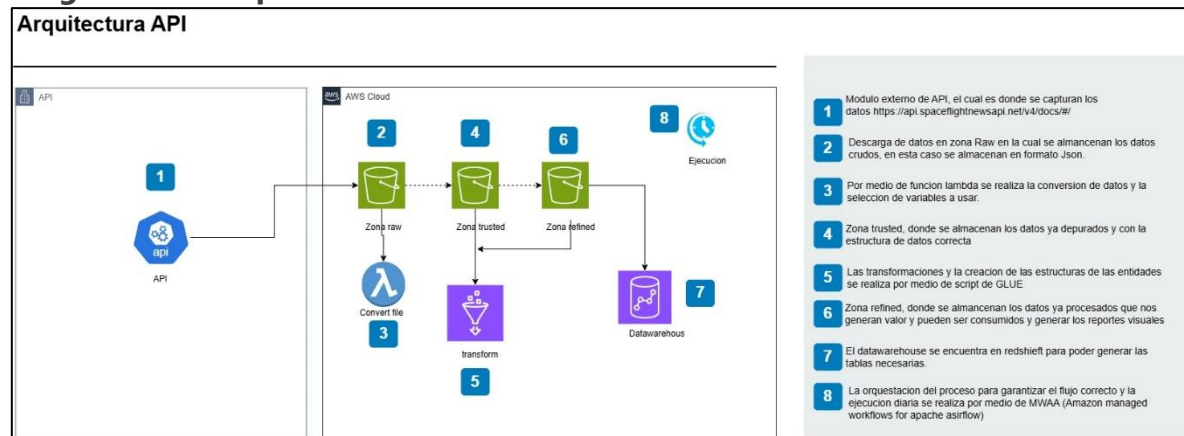 Arquitectura API
API
aws AWS Cloud
1
API
api
2
4
6
8
Ejecucion
Zona raw
Zona trusted
Zona refined
Convert file
3
transform
5
7
Datawarehous
1 Modulo externo de API, el cual es donde se capturan los
datos https://api.spaceflightnewsapi.net/v4/docs/#/
2 Descarga de datos en zona Raw en la cual se almancenan los datos
crudos, en esta caso se almacenan en formato Json.
3 Por medio de funcion lambda se realiza la conversion de datos y la
seleccion de variables a usar.
4 Zona trusted, donde se almacenan los datos ya depurados y con la
estructura de datos correcta
5 Las transformaciones y la creacion de las estructuras de las entidades
se realiza por medio de script de GLUE
6 Zona refined, donde se almancenan los datos ya procesados que nos
generan valor y pueden ser consumidos y generar los reportes visuales
7 El datawarehouse se encuentra en redshieft para poder generar las
tablas necesarias.
8 La orquestacion del proceso para garantizar el flujo correcto y la
ejecucion diaria se realiza por medio de MWAA (Amazon managed
workflows for apache asirflow)